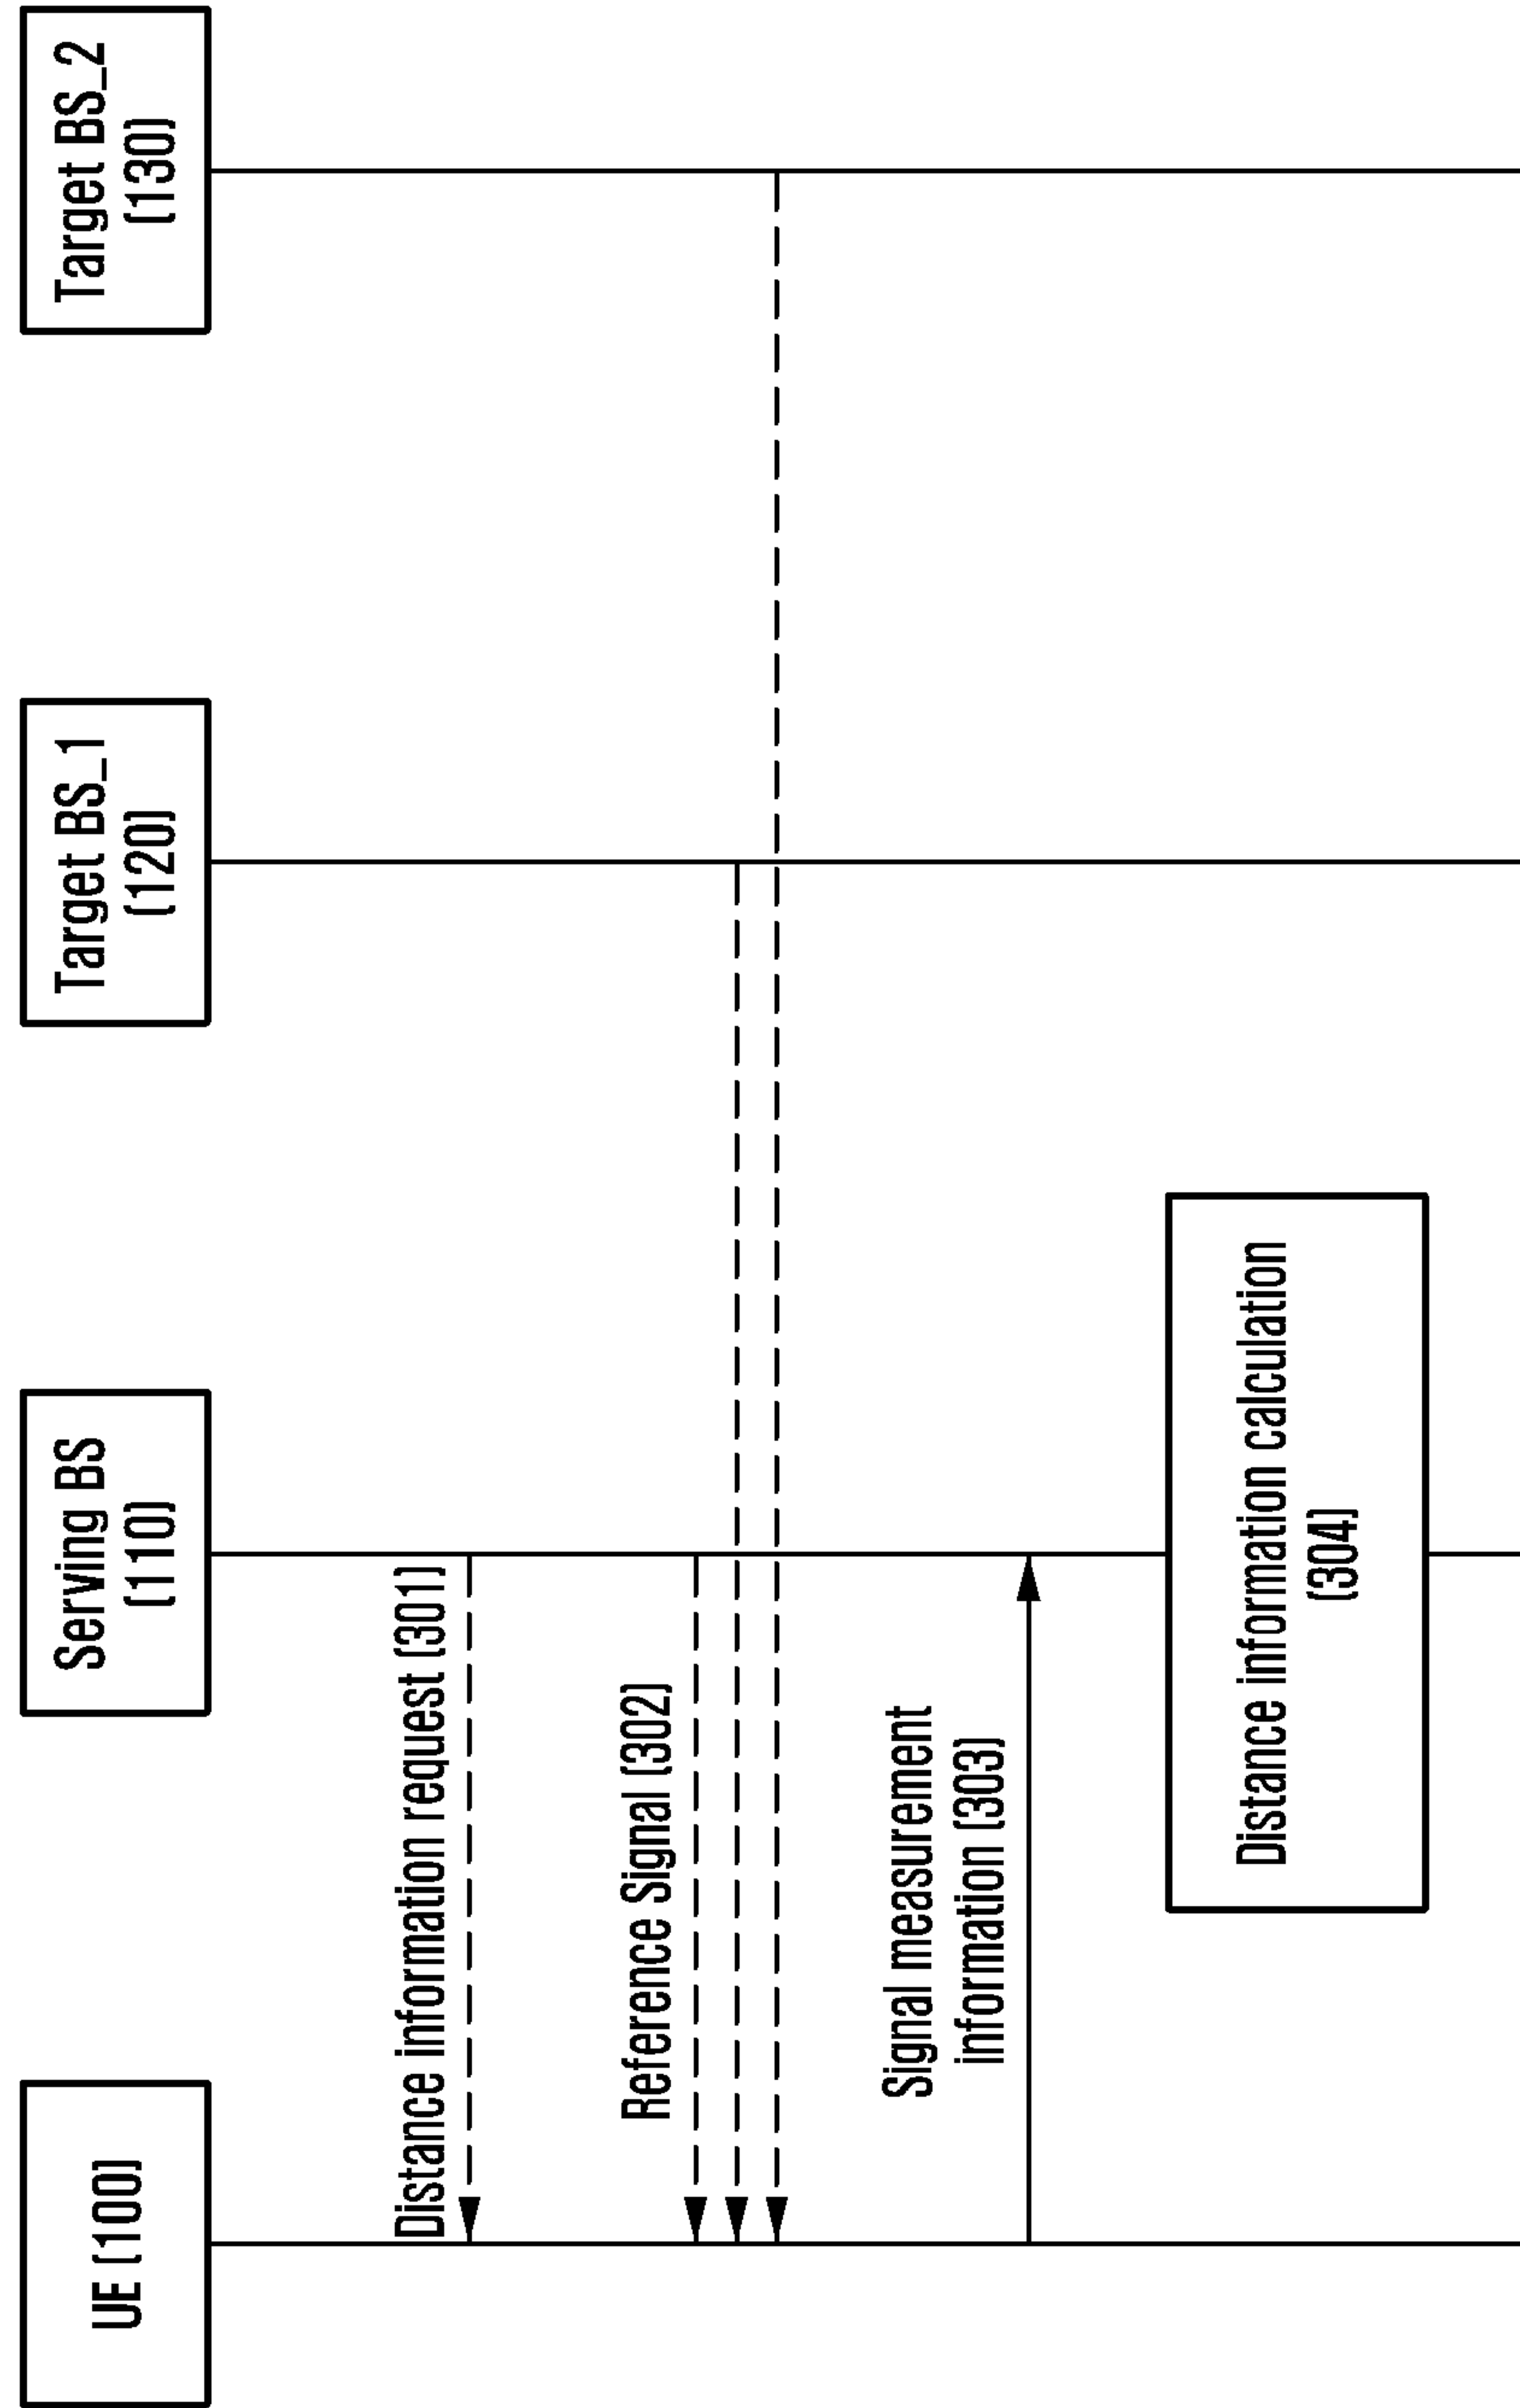 UE (100)
Serving BS
(110)
Target BS_1
(120)
Target BS_2
(130)
Distance information request (301)
Reference Signal (302)
Signal measurement
information (303)
Distance information calculation
(304)